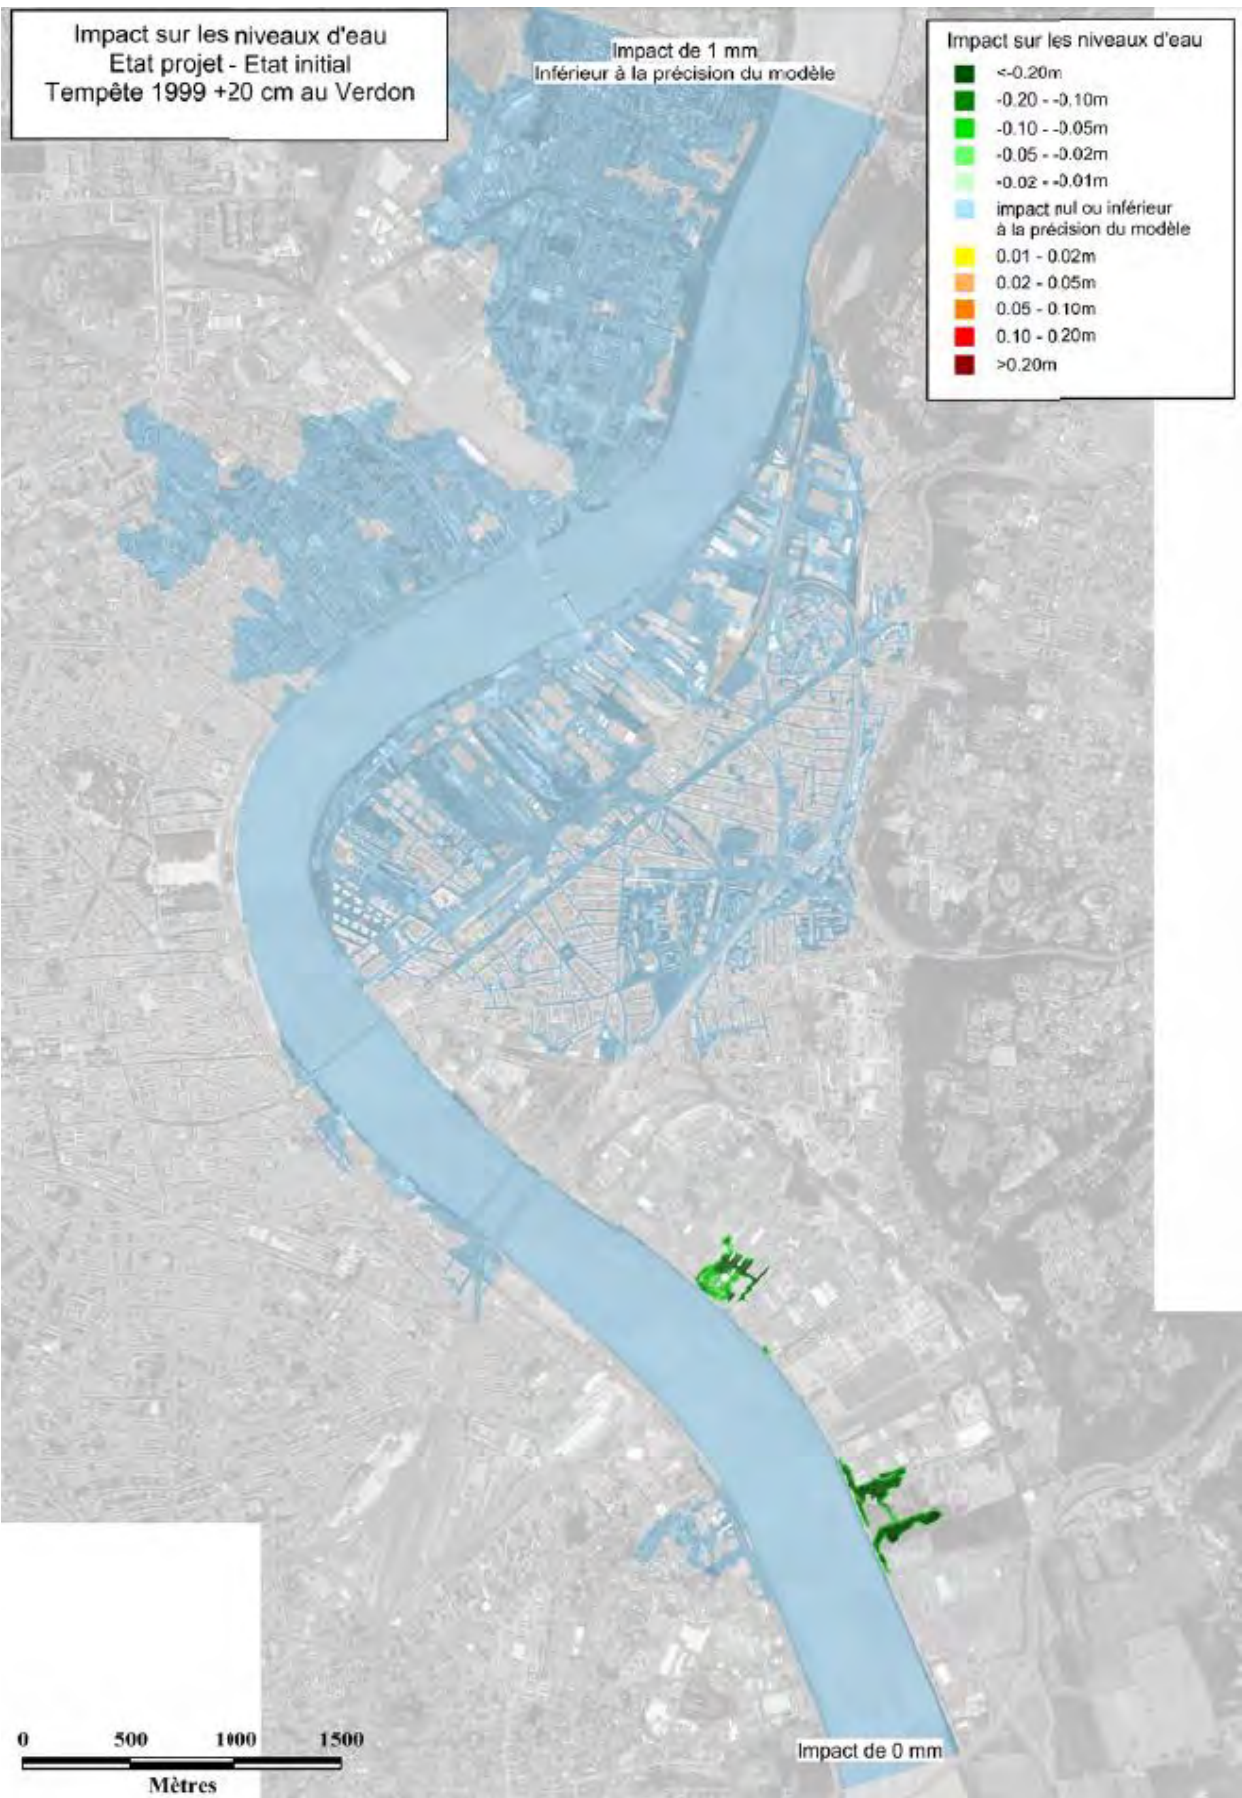 Impact sur les niveaux d'eau
Etat projet - Etat initial
Tempête 1999 +20 cm au Verdon
Impact de 1 mm
Inférieur à la précision du modèle
Impact sur les niveaux d'eau
<-0.20m
-0.20 - -0.10m
-0.10 - -0.05m
-0.05 - -0.02m
-0.02 - -0.01m
impact nul ou inférieur
à la précision du modèle
0.01 - 0.02m
0.02 - 0.05m
0.05 - 0.10m
0.10 - 0.20m
>0.20m
0 500 1000 1500
Mètres
Impact de 0 mm